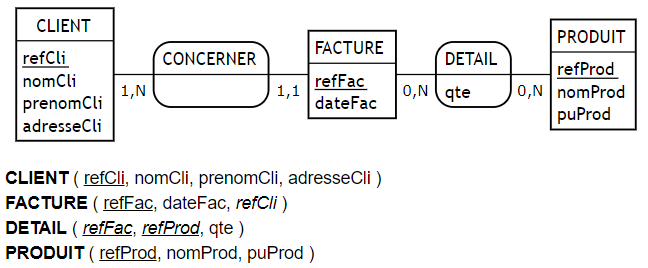 CLIENT
refCli
nomCli
prenomCli
adresseCli
1,N
CONCERNER
1,1
FACTURE
refFac
dateFac
0,N
DETAIL
qte
0,N
PRODUIT
refProd
nomProd
puProd
CLIENT ( refCli, nomCli, prenomCli, adresseCli )
FACTURE ( refFac, dateFac, refCli )
DETAIL ( refFac, refProd, qte )
PRODUIT ( refProd, nomProd, puProd )